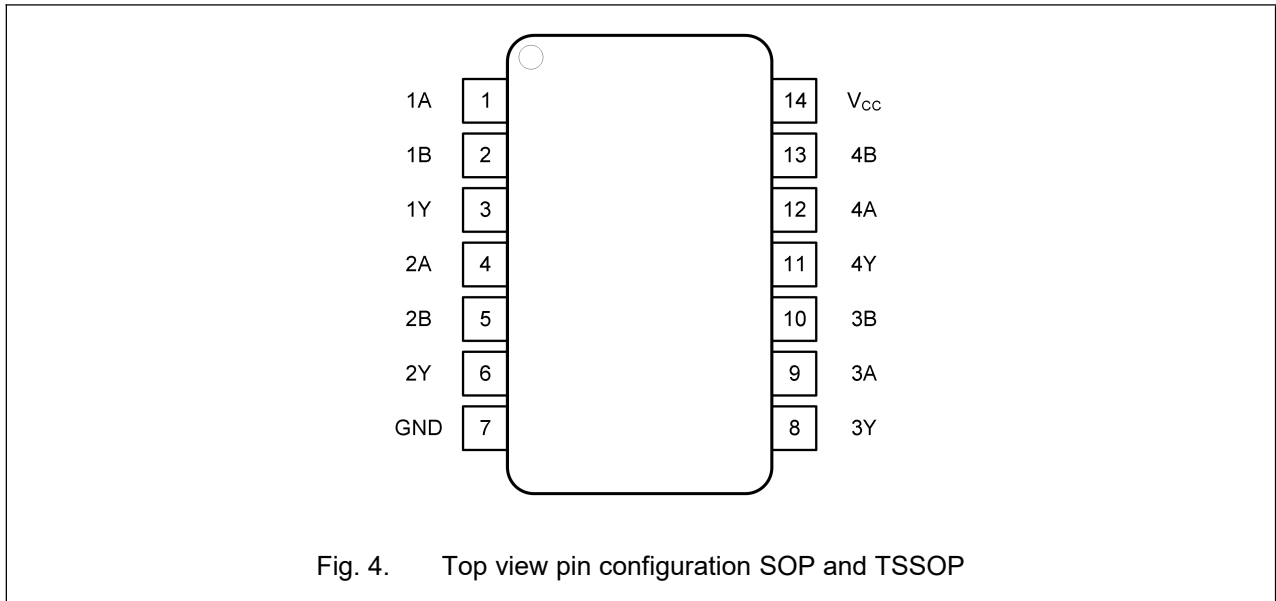 1A 1 14 VCC
1B 2 13 4B
1Y 3 12 4A
2A 4 11 4Y
2B 5 10 3B
2Y 6 9 3A
GND 7 8 3Y
Fig. 4. Top view pin configuration SOP and TSSOP